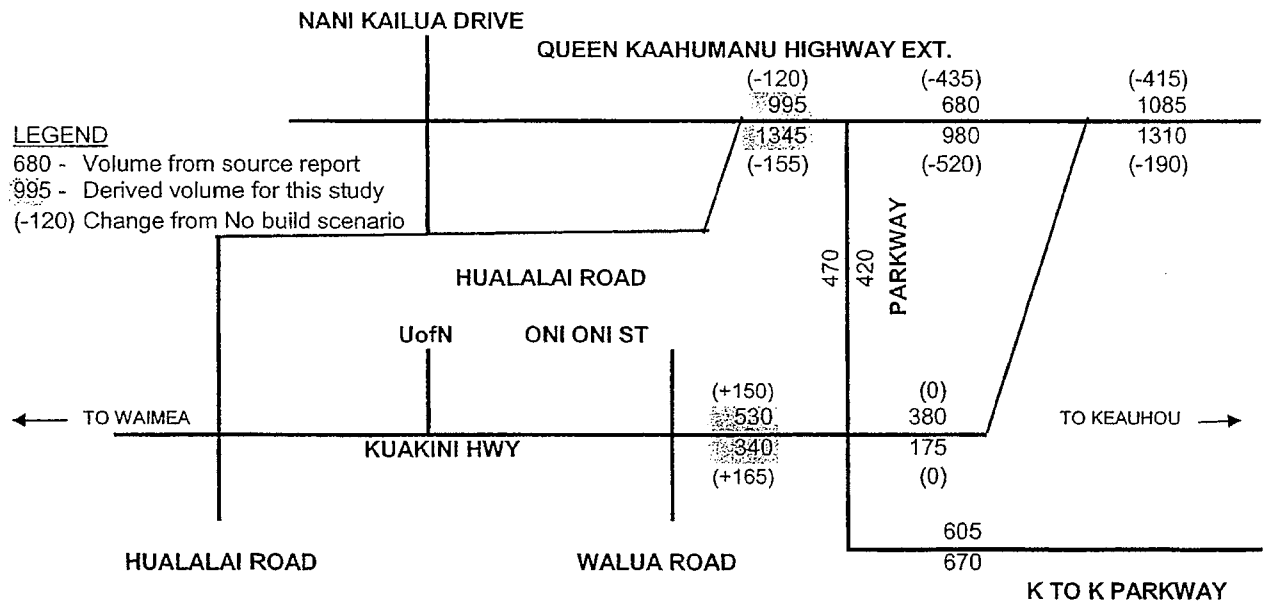 NANI KAILUA DRIVE
QUEEN KAAHUMANU HIGHWAY EXT.
(-120) (-435) (-415)
995 680 1085
1345 980 1310
(-155) (-520) (-190)
LEGEND
680 - Volume from source report
995 - Derived volume for this study
(-120) Change from No build scenario
HUALALAI ROAD
470 420 PARKWAY
UofN ONI ONI ST
(+150) (0)
TO WAIMEA 530 380 TO KEAUHOU
KUAKINI HWY 340 175
(+165) (0)
605
HUALALAI ROAD WALUA ROAD 670
K TO K PARKWAY